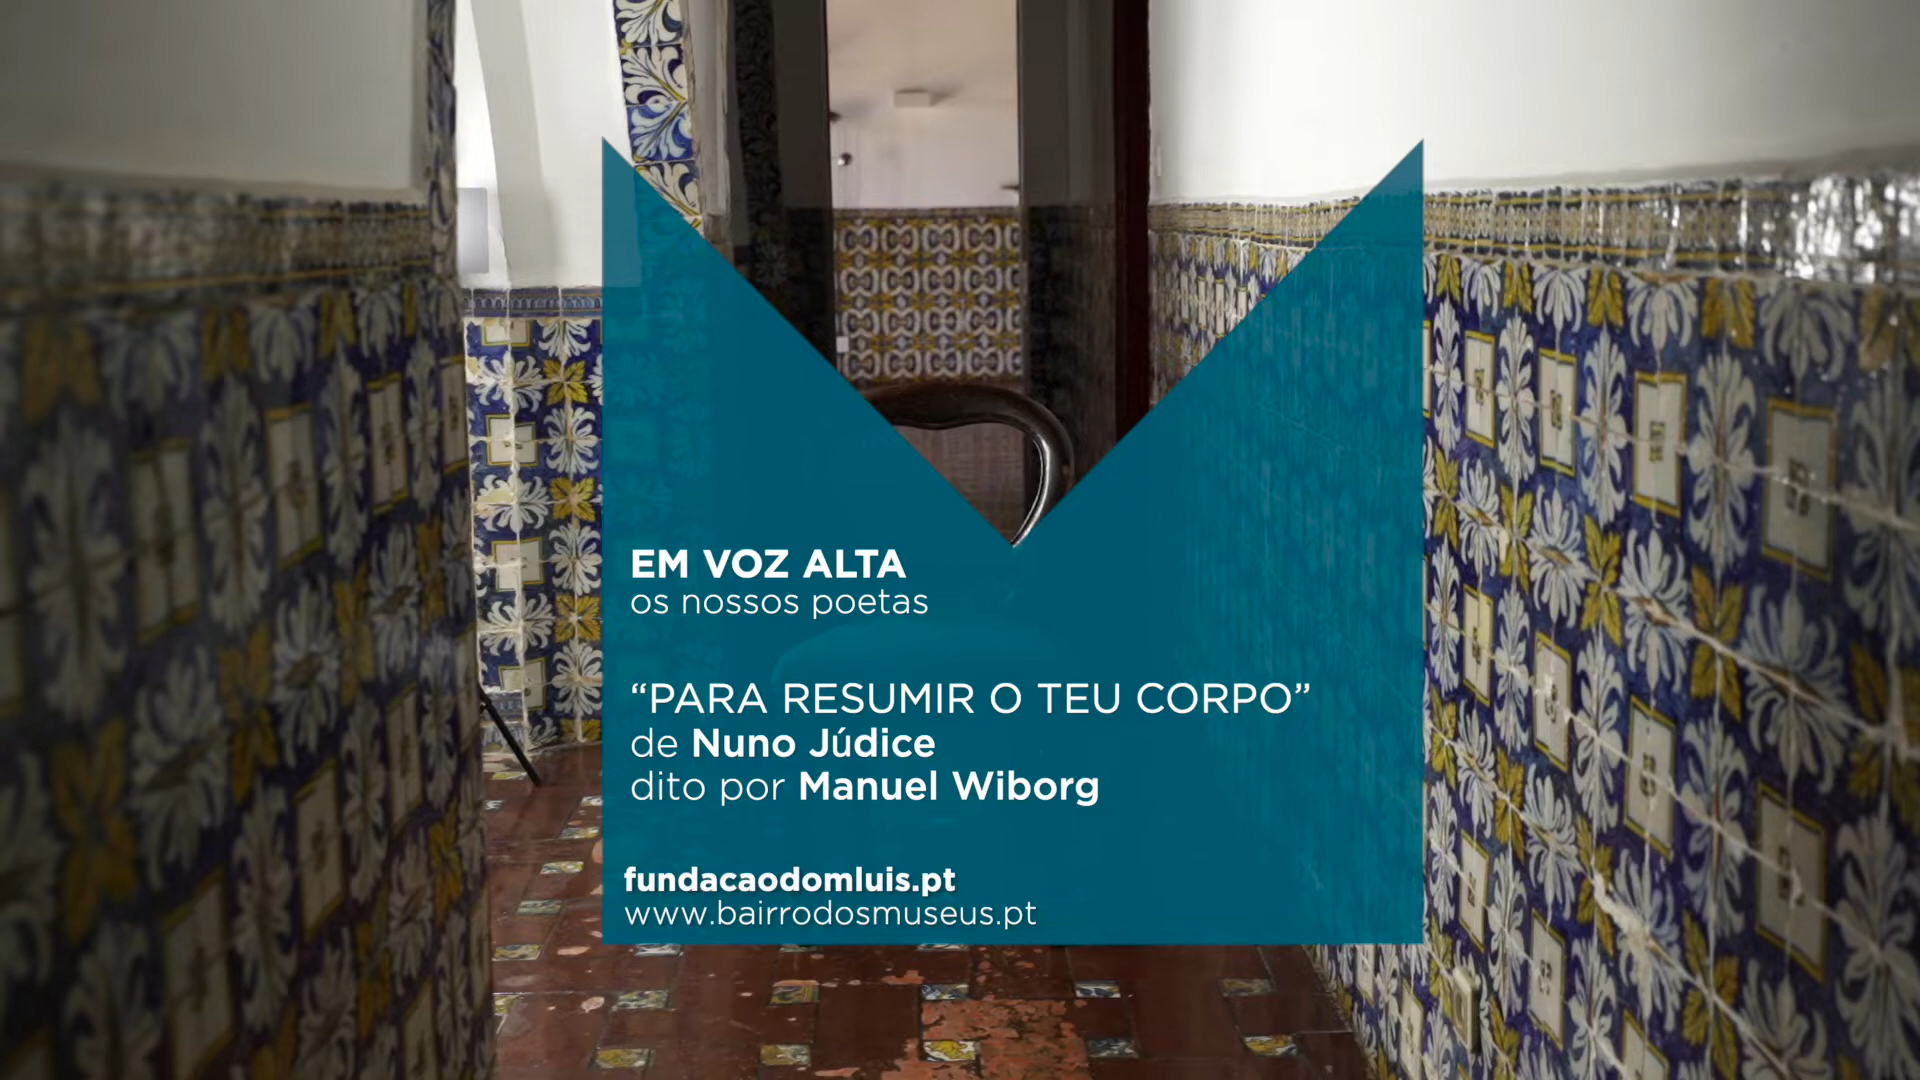 EM VOZ ALTA
os nossos poetas
“PARA RESUMIR O TEU CORPO”
de Nuno Júdice
dito por Manuel Wiborg
fundacaodomluis.pt
www.bairrodosmuseus.pt